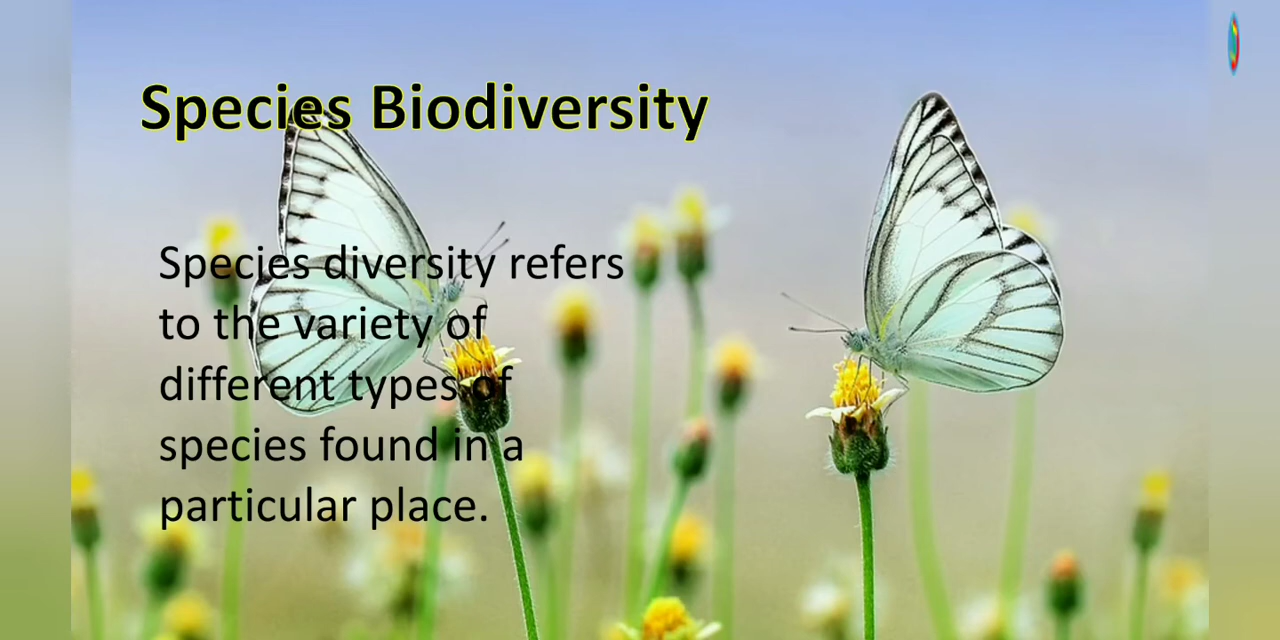 Species Biodiversity
Species diversity refers
to the variety of
different types of
species found in a
particular place.